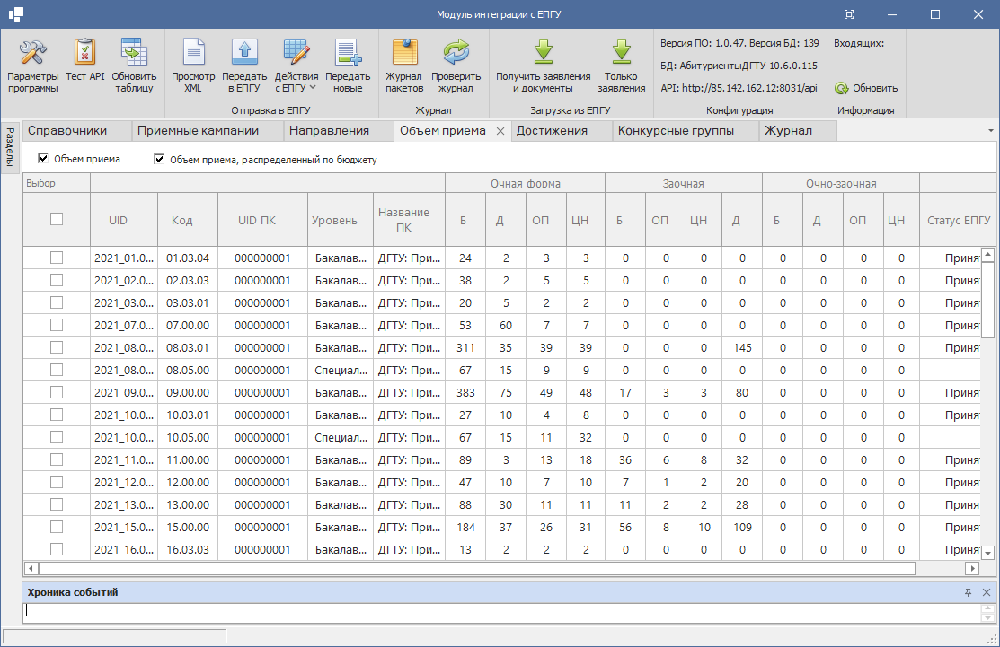 Модуль интеграции с ЕПГУ
Параметры программы
Тест API
Обновить таблицу
Просмотр XML
Передать в ЕПГУ
Действия с ЕПГУ
Передать новые
Отправка в ЕПГУ
Журнал пакетов
Проверить журнал
Журнал
Получить заявления и документы
Только заявления
Загрузка из ЕПГУ
Версия ПО: 1.0.47. Версия БД: 139
БД: АбитуриентыДГТУ 10.6.0.115
API: http://85.142.162.12:8031/api
Конфигурация
Входящих:
Обновить
Информация
Разделы
Справочники Приемные кампании Направления Объем приема Достижения Конкурсные группы Журнал
Объем приема Объем приема, распределенный по бюджету
Выбор Очная форма Заочная Очно-заочная
UID Код UID ПК Уровень Название ПК Б Д ОП ЦН Б ОП ЦН Д Б Д ОП ЦН Статус ЕПГУ
2021_01.0... 01.03.04 000000001 Бакалав... ДГТУ: При... 24 2 3 3 0 0 0 0 0 0 0 0 Принят
2021_02.0... 02.03.03 000000001 Бакалав... ДГТУ: При... 38 2 5 5 0 0 0 0 0 0 0 0 Принят
2021_03.0... 03.03.01 000000001 Бакалав... ДГТУ: При... 20 5 2 2 0 0 0 0 0 0 0 0 Принят
2021_07.0... 07.00.00 000000001 Бакалав... ДГТУ: При... 53 60 7 7 0 0 0 0 0 0 0 0 Принят
2021_08.0... 08.03.01 000000001 Бакалав... ДГТУ: При... 311 35 39 39 0 0 0 145 0 0 0 0 Принят
2021_08.0... 08.05.00 000000001 Специал... ДГТУ: При... 67 15 9 9 0 0 0 0 0 0 0 0
2021_09.0... 09.00.00 000000001 Бакалав... ДГТУ: При... 383 75 49 48 17 3 3 80 0 0 0 0 Принят
2021_10.0... 10.03.01 000000001 Бакалав... ДГТУ: При... 27 10 4 8 0 0 0 0 0 0 0 0 Принят
2021_10.0... 10.05.00 000000001 Специал... ДГТУ: При... 67 15 11 32 0 0 0 0 0 0 0 0
2021_11.0... 11.00.00 000000001 Бакалав... ДГТУ: При... 89 3 13 18 36 6 8 32 0 0 0 0 Принят
2021_12.0... 12.00.00 000000001 Бакалав... ДГТУ: При... 47 10 7 10 7 1 2 20 0 0 0 0 Принят
2021_13.0... 13.00.00 000000001 Бакалав... ДГТУ: При... 88 30 11 11 11 2 2 28 0 0 0 0 Принят
2021_15.0... 15.00.00 000000001 Бакалав... ДГТУ: При... 184 37 26 31 56 8 10 109 0 0 0 0 Принят
2021_16.0... 16.03.03 000000001 Бакалав... ДГТУ: При... 13 2 2 2 0 0 0 0 0 0 0 0 Принят
Хроника событий